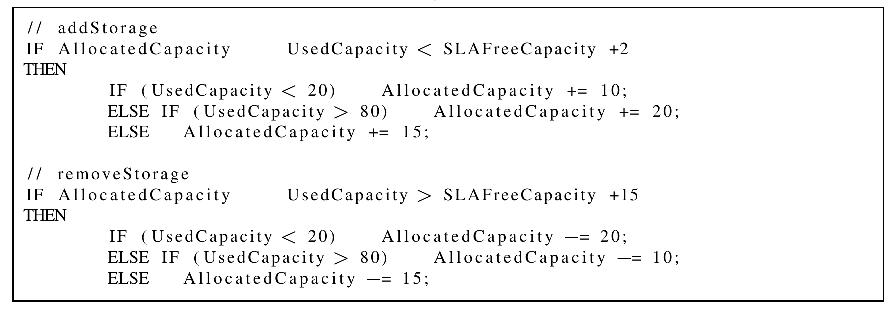 // addStorage
IF AllocatedCapacity UsedCapacity < SLAFreeCapacity +2
THEN
IF (UsedCapacity < 20) AllocatedCapacity += 10;
ELSE IF (UsedCapacity > 80) AllocatedCapacity += 20;
ELSE AllocatedCapacity += 15;
// removeStorage
IF AllocatedCapacity UsedCapacity > SLAFreeCapacity +15
THEN
IF (UsedCapacity < 20) AllocatedCapacity -= 20;
ELSE IF (UsedCapacity > 80) AllocatedCapacity -= 10;
ELSE AllocatedCapacity -= 15;